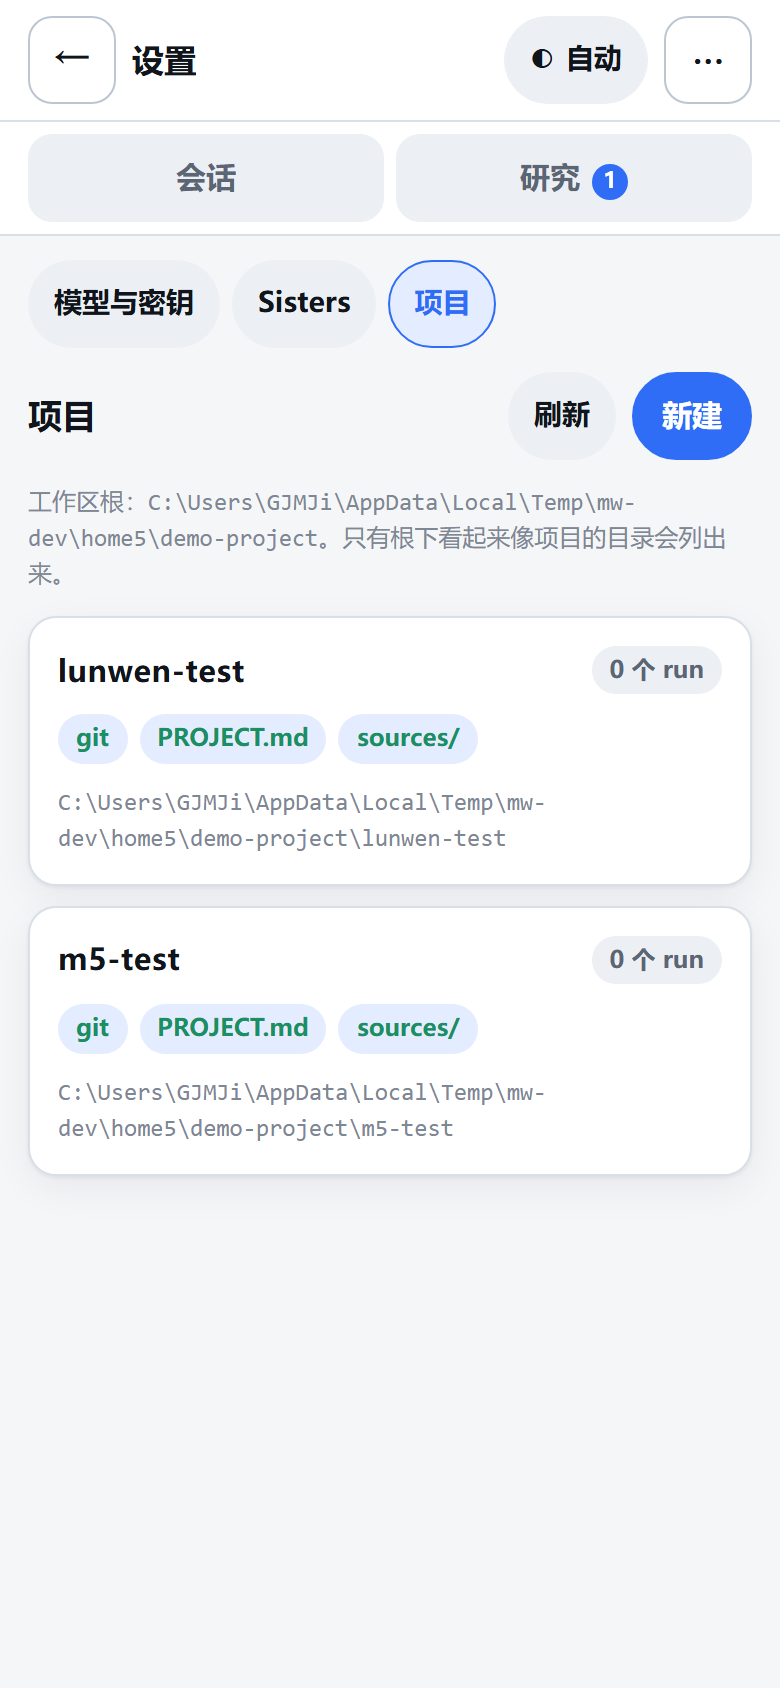 ← 设置
◐ 自动
...
会话
研究 1
模型与密钥
Sisters
项目
项目
刷新
新建
工作区根：C:\Users\GJMJi\AppData\Local\Temp\mw-
dev\home5\demo-project。只有根下看起来像项目的目录会列出
来。
lunwen-test
0 个 run
git
PROJECT.md
sources/
C:\Users\GJMJi\AppData\Local\Temp\mw-
dev\home5\demo-project\lunwen-test
m5-test
0 个 run
git
PROJECT.md
sources/
C:\Users\GJMJi\AppData\Local\Temp\mw-
dev\home5\demo-project\m5-test